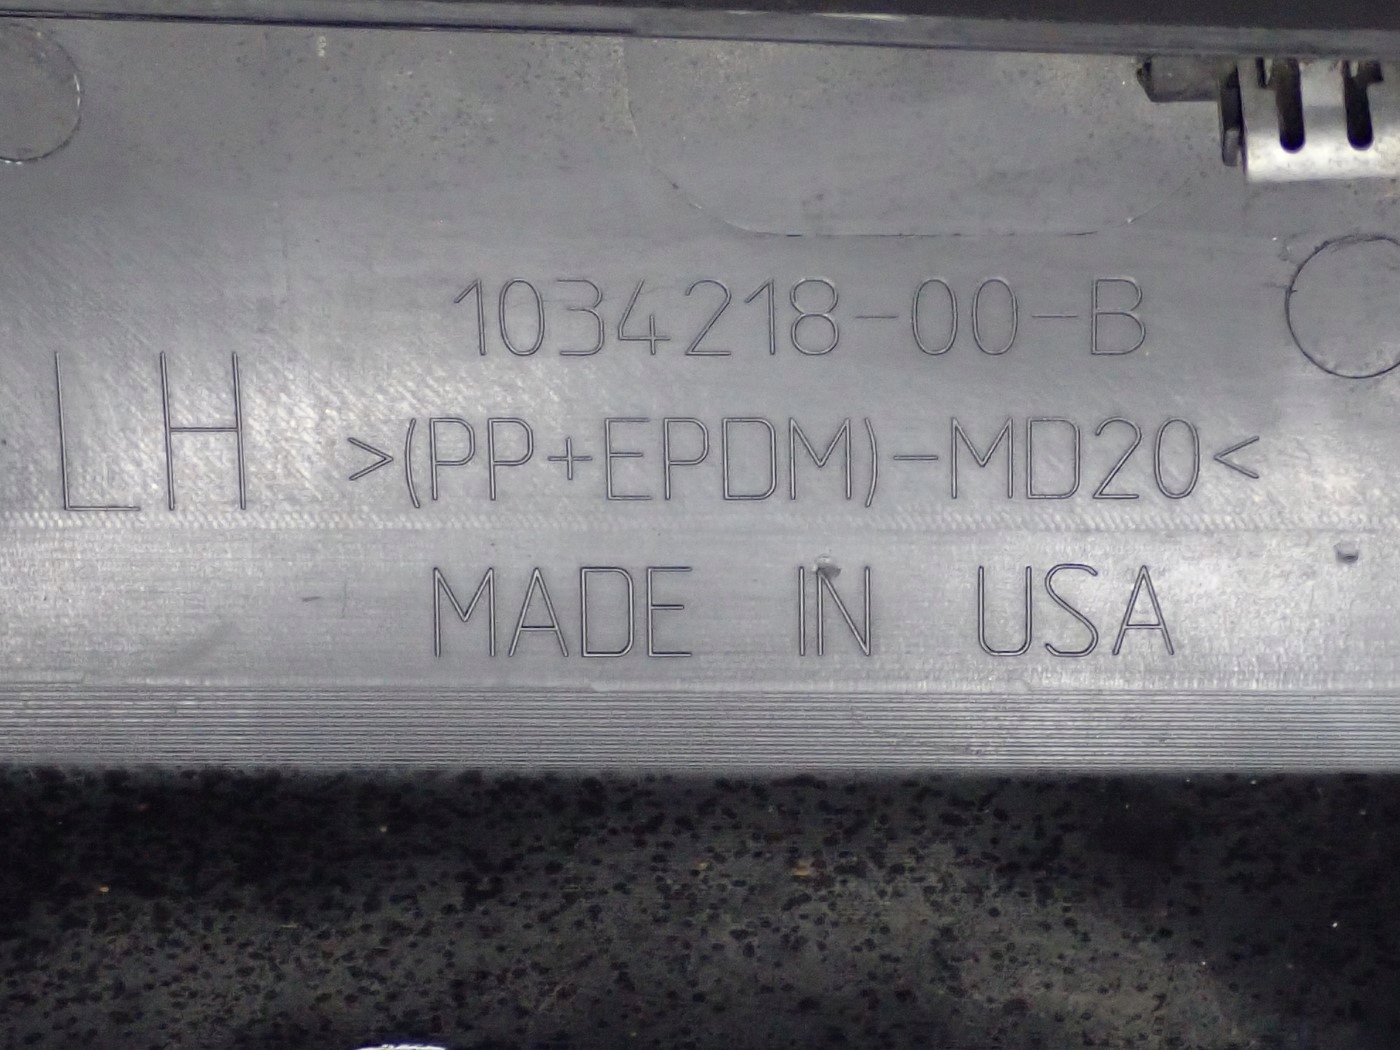 1034218-00-B
LH
>(PP+EPDM)-MD20<
MADE IN USA